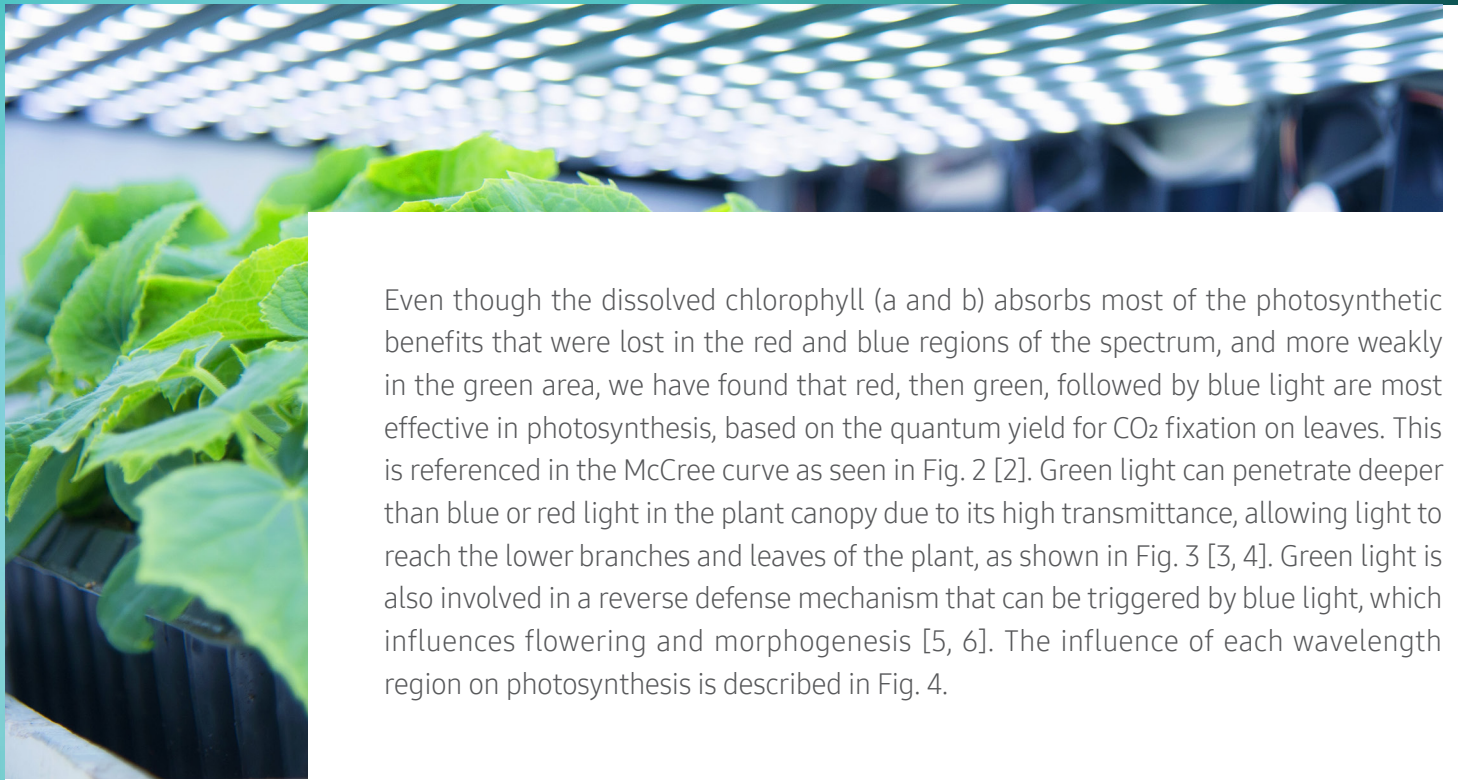 Even though the dissolved chlorophyll (a and b) absorbs most of the photosynthetic
benefits that were lost in the red and blue regions of the spectrum, and more weakly
in the green area, we have found that red, then green, followed by blue light are most
effective in photosynthesis, based on the quantum yield for CO₂ fixation on leaves. This
is referenced in the McCree curve as seen in Fig. 2 [2]. Green light can penetrate deeper
than blue or red light in the plant canopy due to its high transmittance, allowing light to
reach the lower branches and leaves of the plant, as shown in Fig. 3 [3, 4]. Green light is
also involved in a reverse defense mechanism that can be triggered by blue light, which
influences flowering and morphogenesis [5, 6]. The influence of each wavelength
region on photosynthesis is described in Fig. 4.